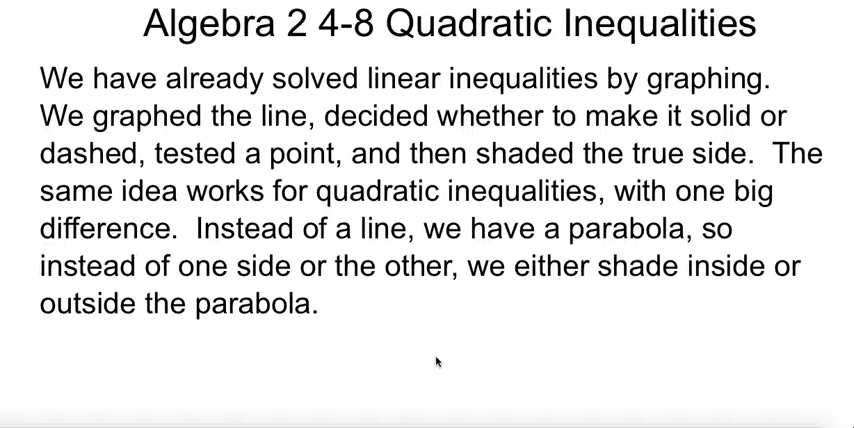 Algebra 2 4-8 Quadratic Inequalities
We have already solved linear inequalities by graphing.
We graphed the line, decided whether to make it solid or
dashed, tested a point, and then shaded the true side.  The
same idea works for quadratic inequalities, with one big
difference.  Instead of a line, we have a parabola, so
instead of one side or the other, we either shade inside or
outside the parabola.